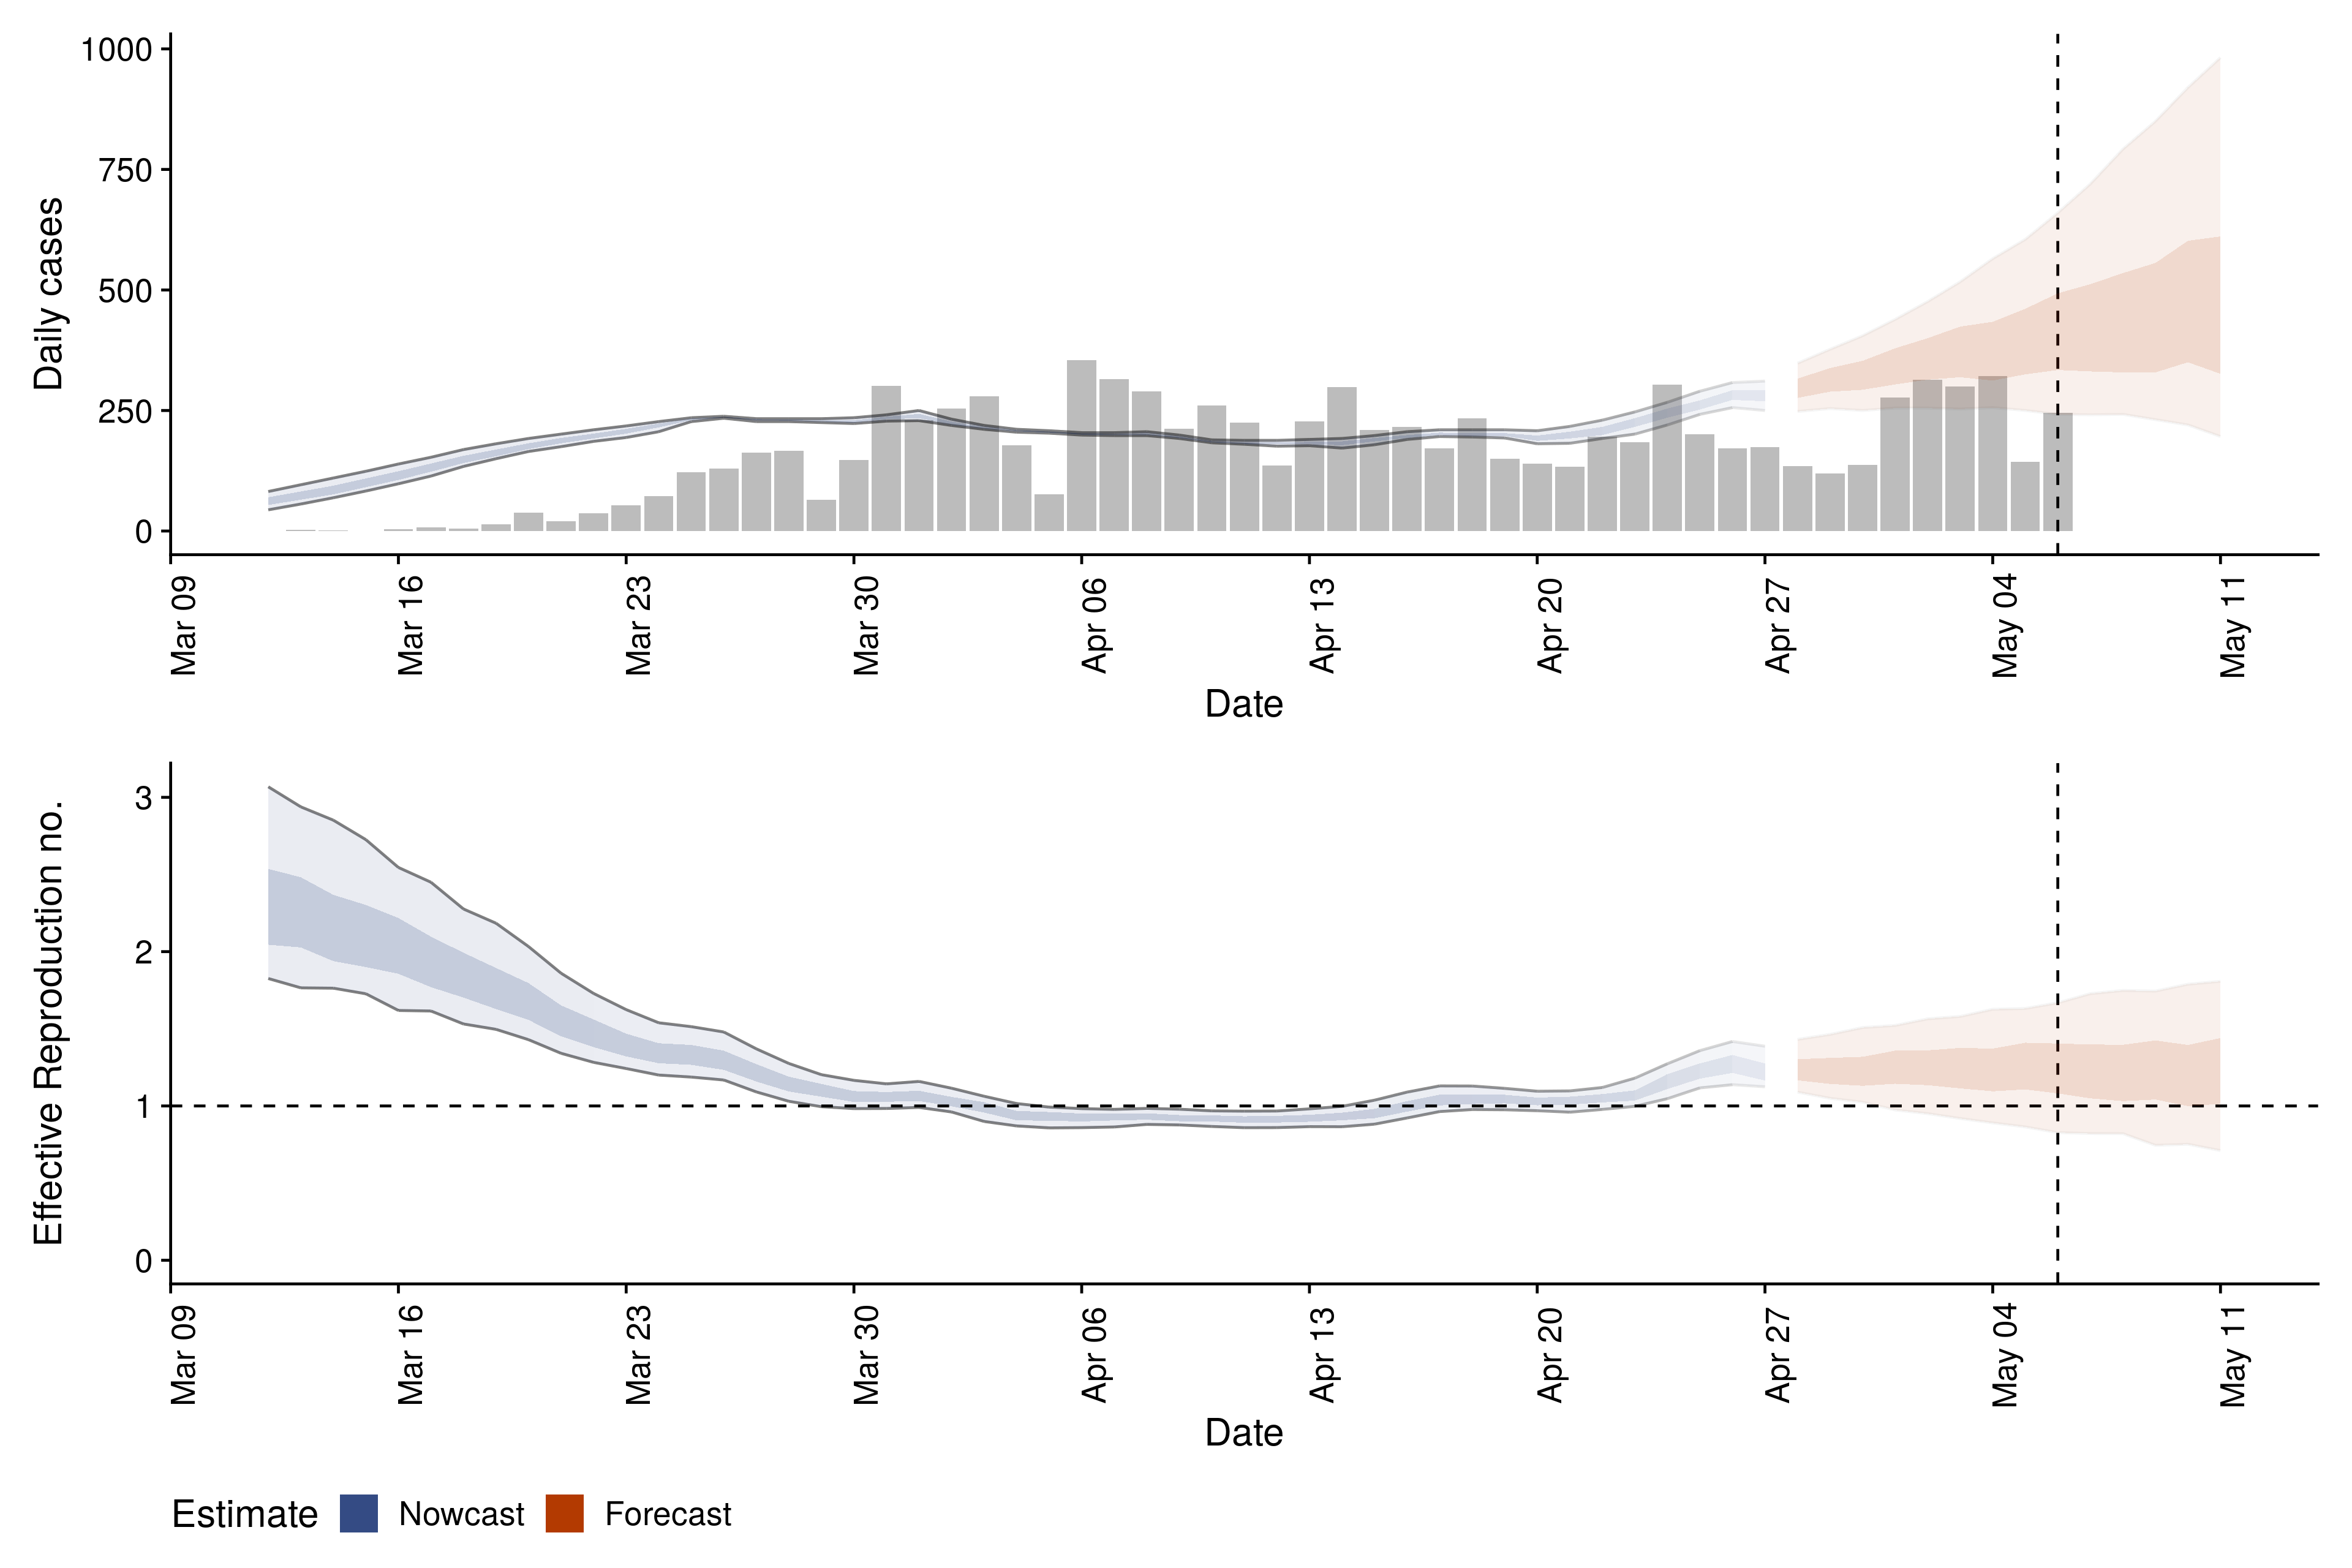 1000
750
500
250
0
Daily cases
Mar 09
Mar 16
Mar 23
Mar 30
Apr 06
Apr 13
Apr 20
Apr 27
May 04
May 11
Date
3
2
1
0
Effective Reproduction no.
Mar 09
Mar 16
Mar 23
Mar 30
Apr 06
Apr 13
Apr 20
Apr 27
May 04
May 11
Date
Estimate Nowcast Forecast